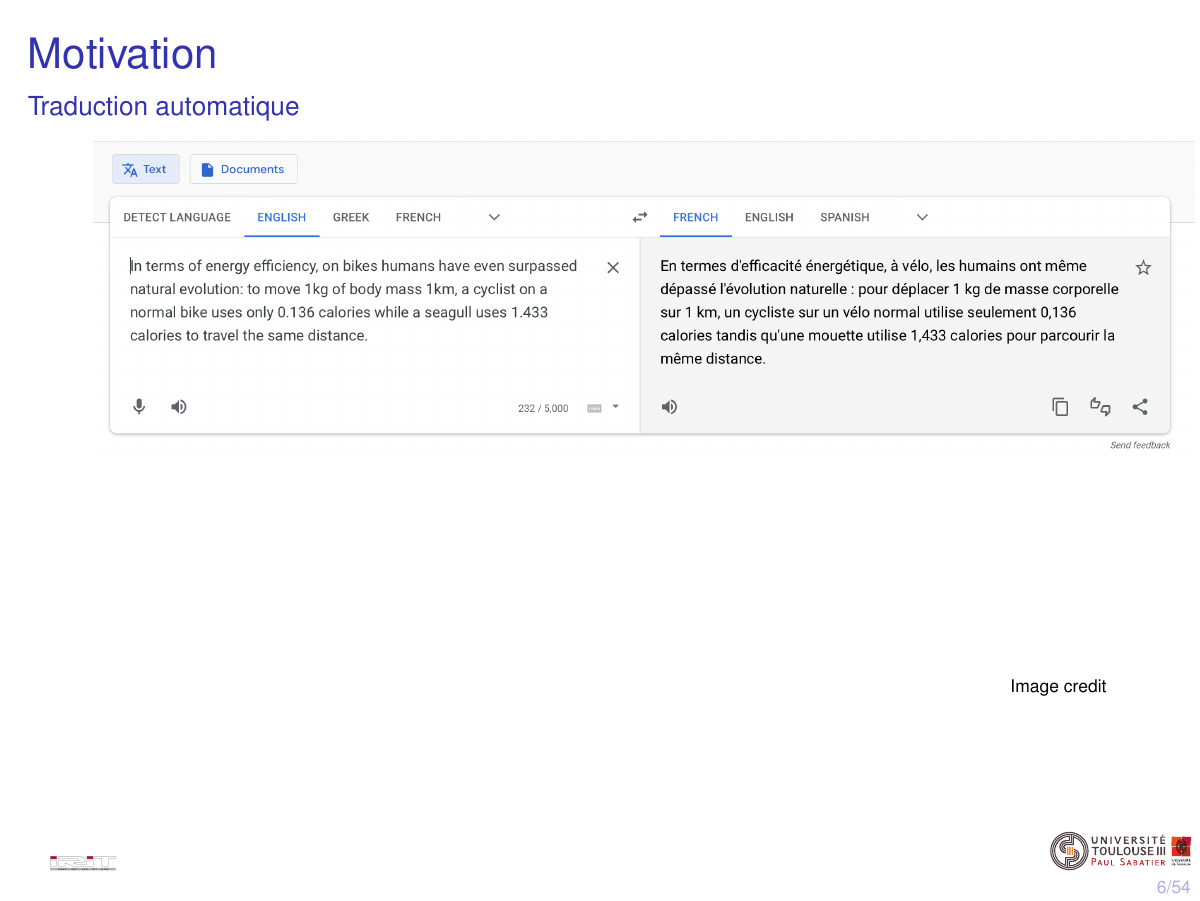 Motivation
Traduction automatique
Text Documents
DETECT LANGUAGE ENGLISH GREEK FRENCH FRENCH ENGLISH SPANISH
In terms of energy efficiency, on bikes humans have even surpassed
natural evolution: to move 1kg of body mass 1km, a cyclist on a
normal bike uses only 0.136 calories while a seagull uses 1.433
calories to travel the same distance.
En termes d'efficacité énergétique, à vélo, les humains ont même
dépassé l'évolution naturelle : pour déplacer 1 kg de masse corporelle
sur 1 km, un cycliste sur un vélo normal utilise seulement 0,136
calories tandis qu'une mouette utilise 1,433 calories pour parcourir la
même distance.
232 / 5,000
Send feedback
Image credit
IRIT
UNIVERSITÉ
TOULOUSE III
PAUL SABATIER
6/54